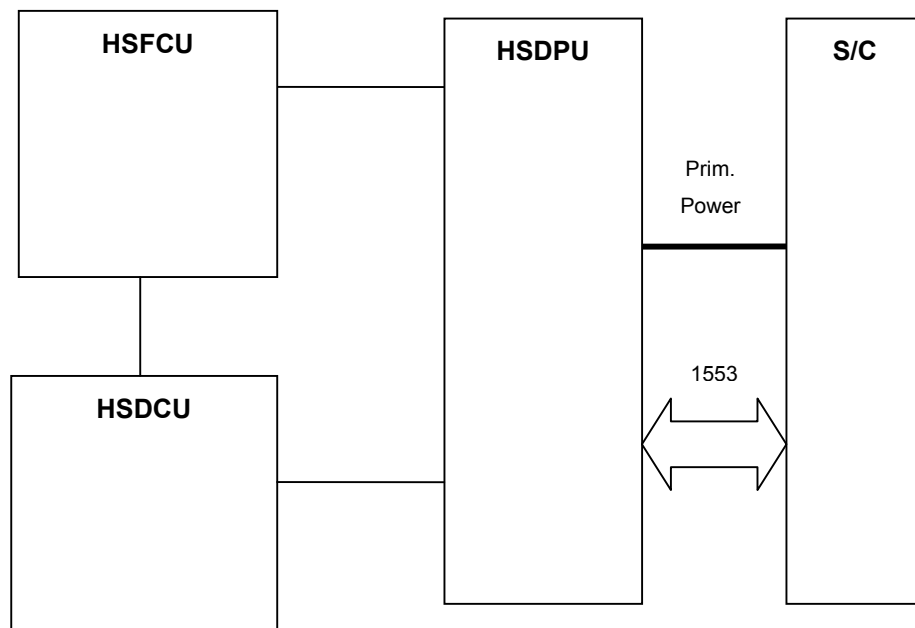 HSFCU
HSDPU
S/C
Prim.
Power
1553
HSDCU